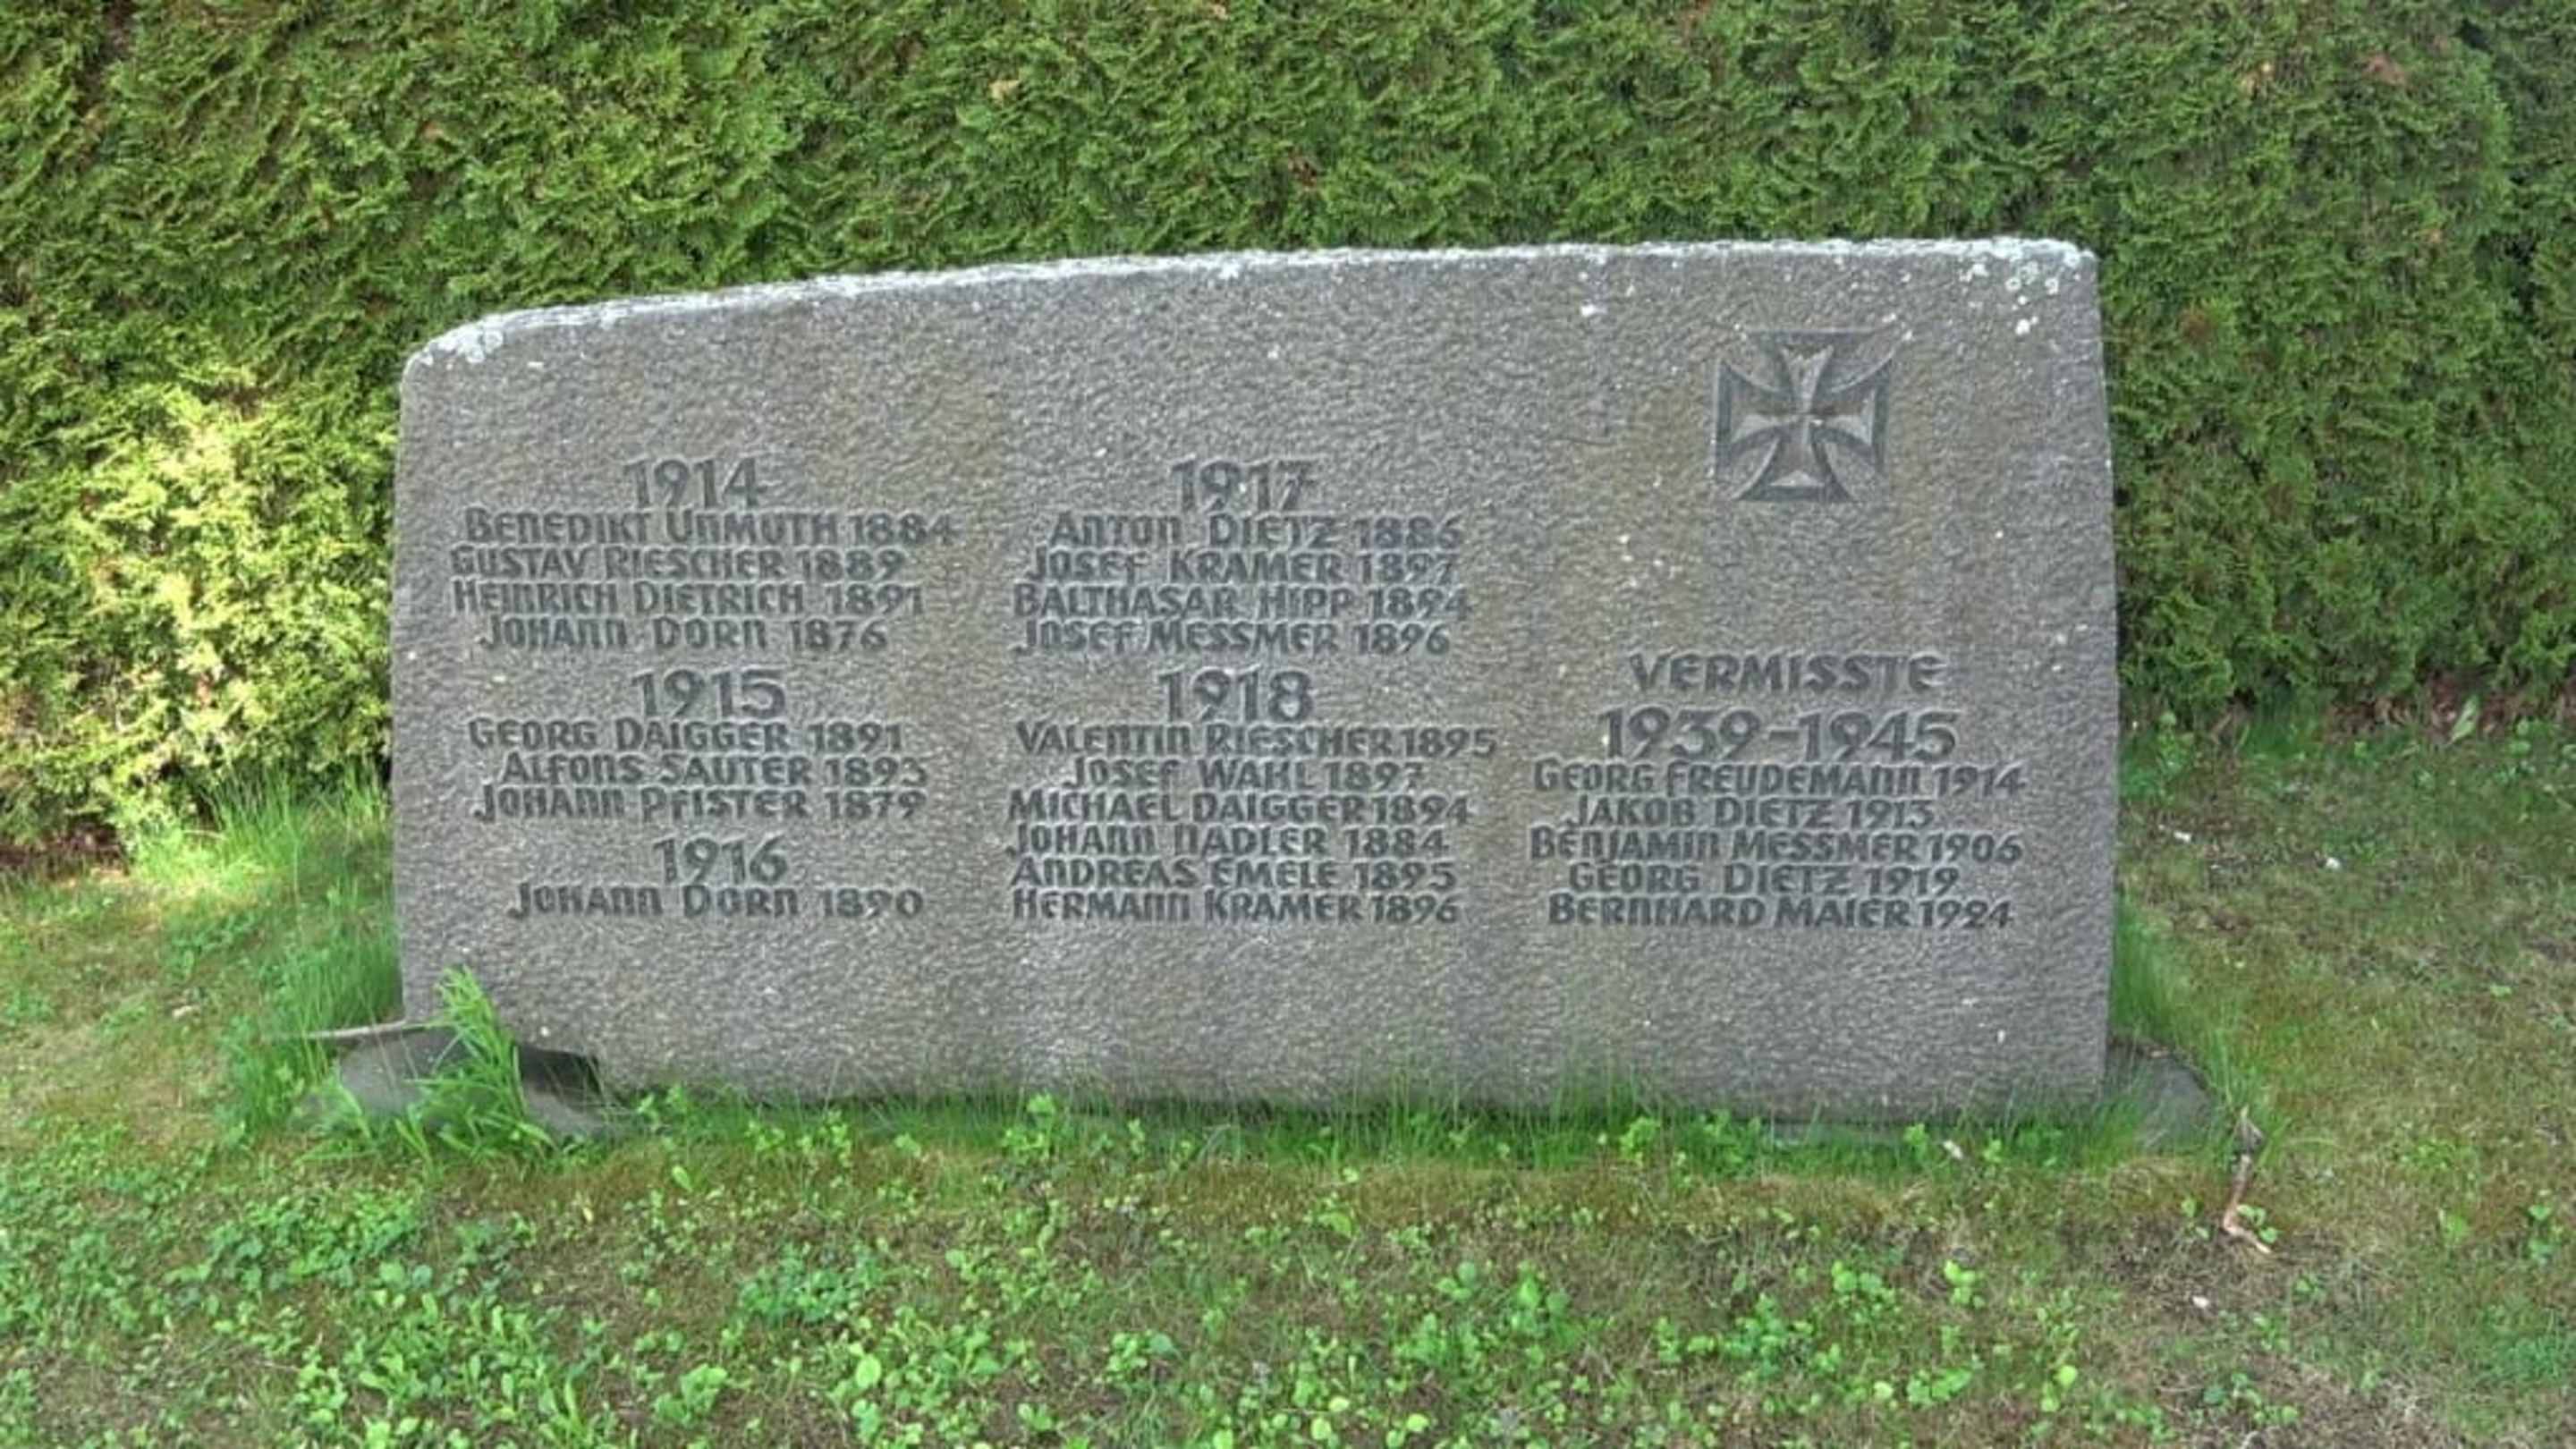 1914
BENEDIKT UNMUTH 1884
GUSTAV RIESCHER 1889
HEINRICH DIETRICH 1891
JOHANN DORN 1876
1915
GEORG DAIGGER 1891
ALFONS SAUTER 1893
JOHANN PFISTER 1879
1916
JOHANN DORN 1890
1917
ANTON DIETZ 1886
JOSEF KRAMER 1897
BALTHASAR HIPP 1894
JOSEF MESSMER 1896
1918
VALENTIN RIESCHER 1895
JOSEF WAHL 1897
MICHAEL DAIGGER 1894
JOHANN NADLER 1884
ANDREAS EMELE 1895
HERMANN KRAMER 1896
VERMISSTE
1939-1945
GEORG FREUDEMANN 1914
JAKOB DIETZ 1913
BENJAMIN MESSMER 1906
GEORG DIETZ 1919
BERNHARD MAIER 1924